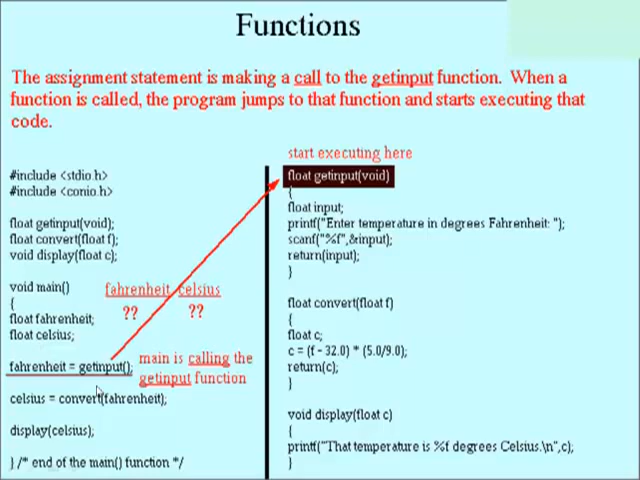 Functions
The assignment statement is making a call to the getinput function. When a
function is called, the program jumps to that function and starts executing that
code.
#include <stdio.h>
#include <conio.h>
float getinput(void);
float convert(float f);
void display(float c);
void main()
{
float fahrenheit;
float celsius;
fahrenheit celsius
?? ??
fahrenheit = getinput();
main is calling the
getinput function
celsius = convert(fahrenheit);
display(celsius);
} /* end of the main() function */
start executing here
float getinput(void)
{
float input;
printf("Enter temperature in degrees Fahrenheit: ");
scanf("%f",&input);
return(input);
}
float convert(float f)
{
float c;
c = (f - 32.0) * (5.0/9.0);
return(c);
}
void display(float c)
{
printf("That temperature is %f degrees Celsius.\n",c);
}